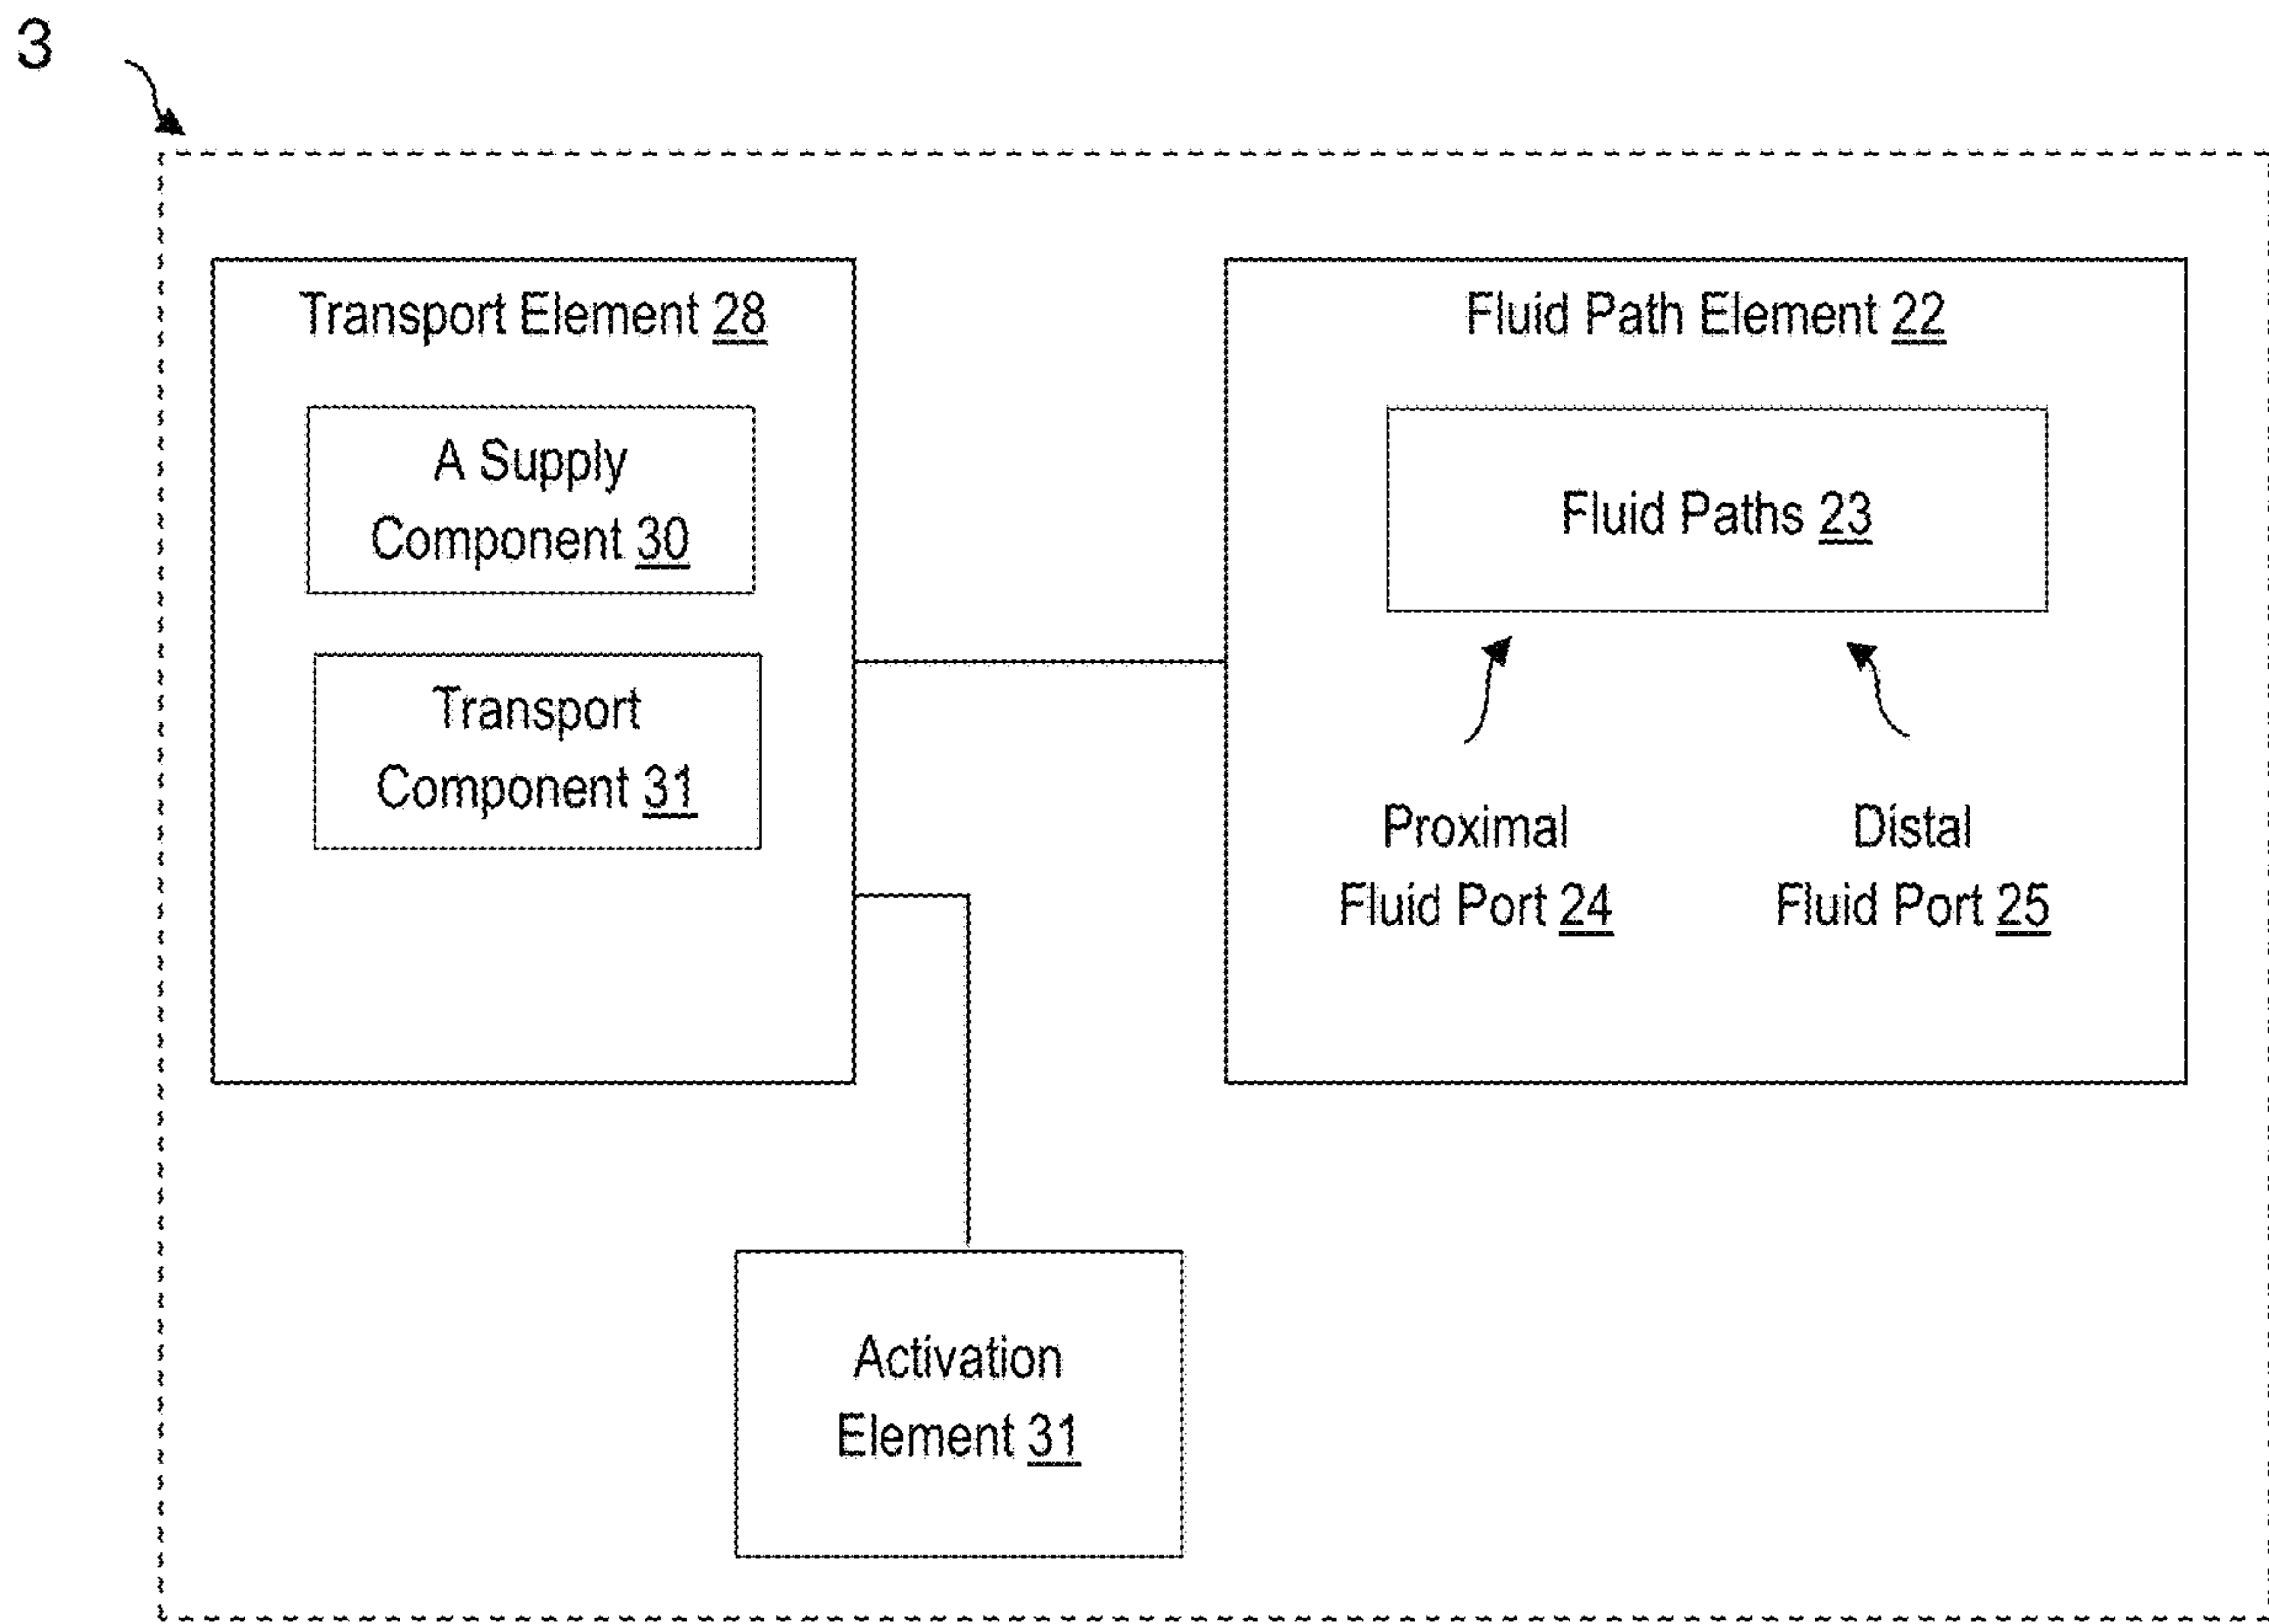 3
Transport Element 28
A Supply
Component 30
Transport
Component 31
Fluid Path Element 22
Fluid Paths 23
Proximal
Fluid Port 24
Distal
Fluid Port 25
Activation
Element 31